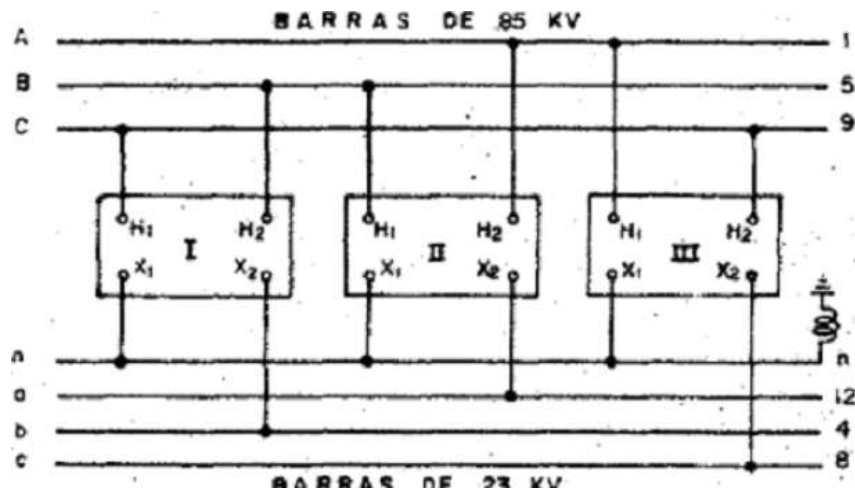 BARRAS DE 85 KV
A 1
B 5
C 9
H1 H2 H1 H2 H1 H2
I II III
X1 X2 X1 X2 X1 X2
n n
a 12
b 4
c 8
BARRAS DE 23 KV